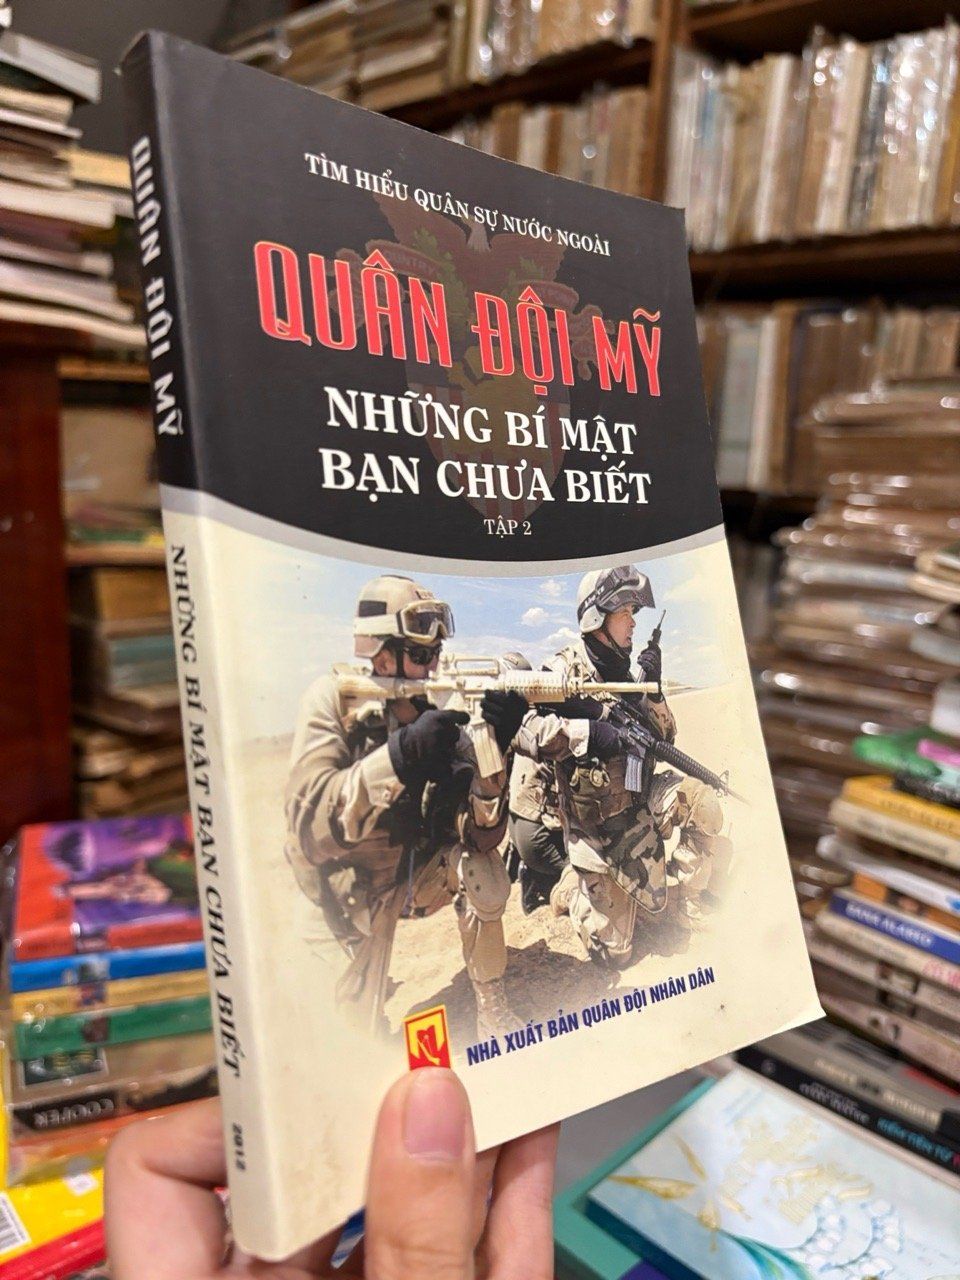 TÌM HIỂU QUÂN SỰ NƯỚC NGOÀI
QUÂN ĐỘI MỸ
NHỮNG BÍ MẬT
BẠN CHƯA BIẾT
TẬP 2
NHÀ XUẤT BẢN QUÂN ĐỘI NHÂN DÂN
QUÂN ĐỘI MỸ
NHỮNG BÍ MẬT BẠN CHƯA BIẾT
2012
COOPER